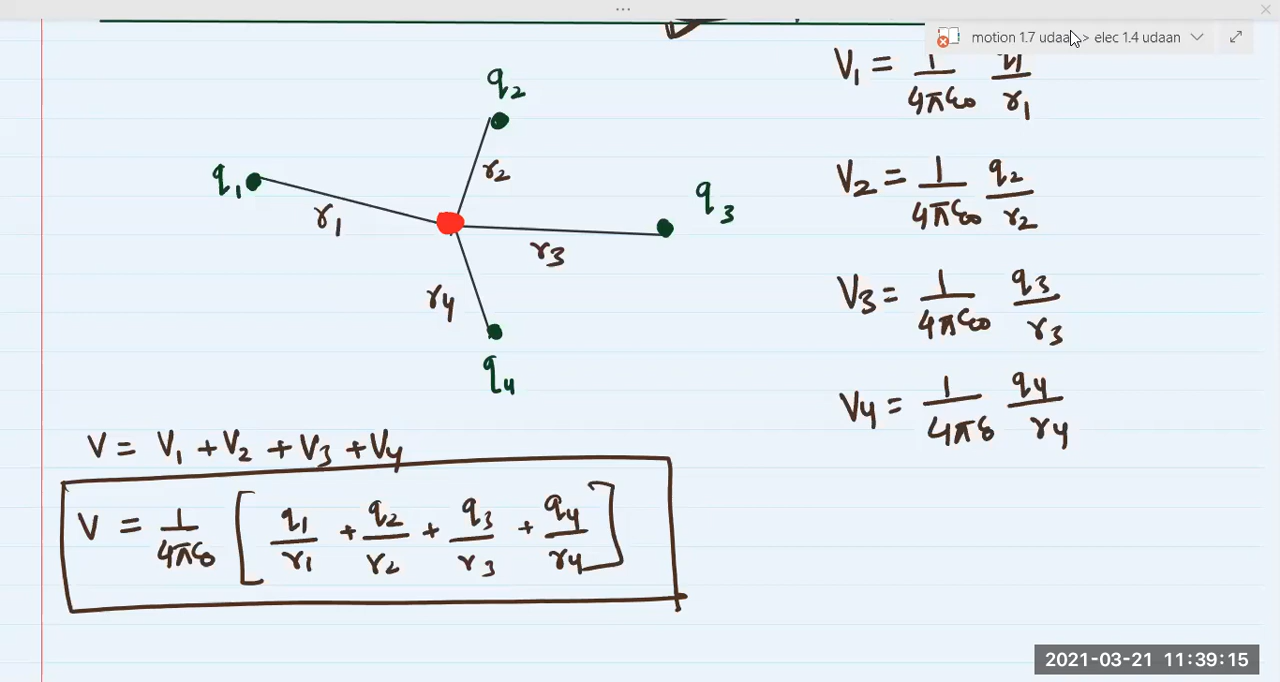 motion 1.7 udaan > elec 1.4 udaan
q2
q1
r2
q3
r1
r3
r4
q4
V1 = 1/4πε0 q1/r1
V2 = 1/4πε0 q2/r2
V3 = 1/4πε0 q3/r3
V4 = 1/4πε0 q4/r4
V = V1 + V2 + V3 + V4
V = 1/4πε0 [ q1/r1 + q2/r2 + q3/r3 + q4/r4 ]
2021-03-21 11:39:15